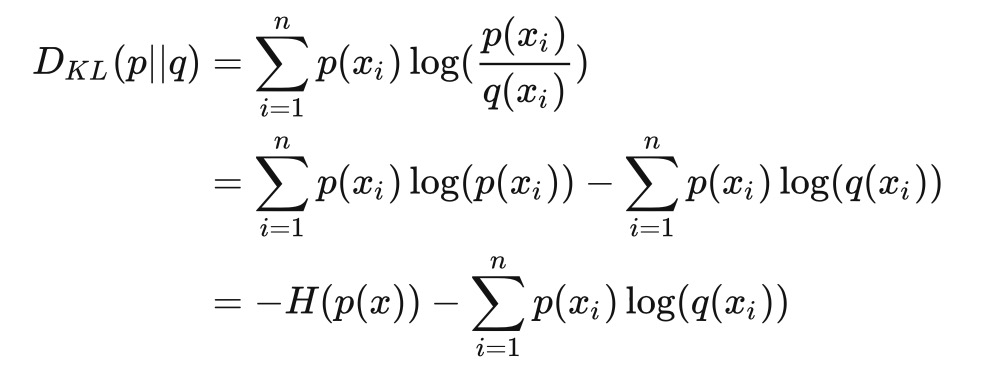 D_{KL}(p||q) = \sum_{i=1}^{n} p(x_i) \log(\frac{p(x_i)}{q(x_i)})
= \sum_{i=1}^{n} p(x_i) \log(p(x_i)) - \sum_{i=1}^{n} p(x_i) \log(q(x_i))
= -H(p(x)) - \sum_{i=1}^{n} p(x_i) \log(q(x_i))